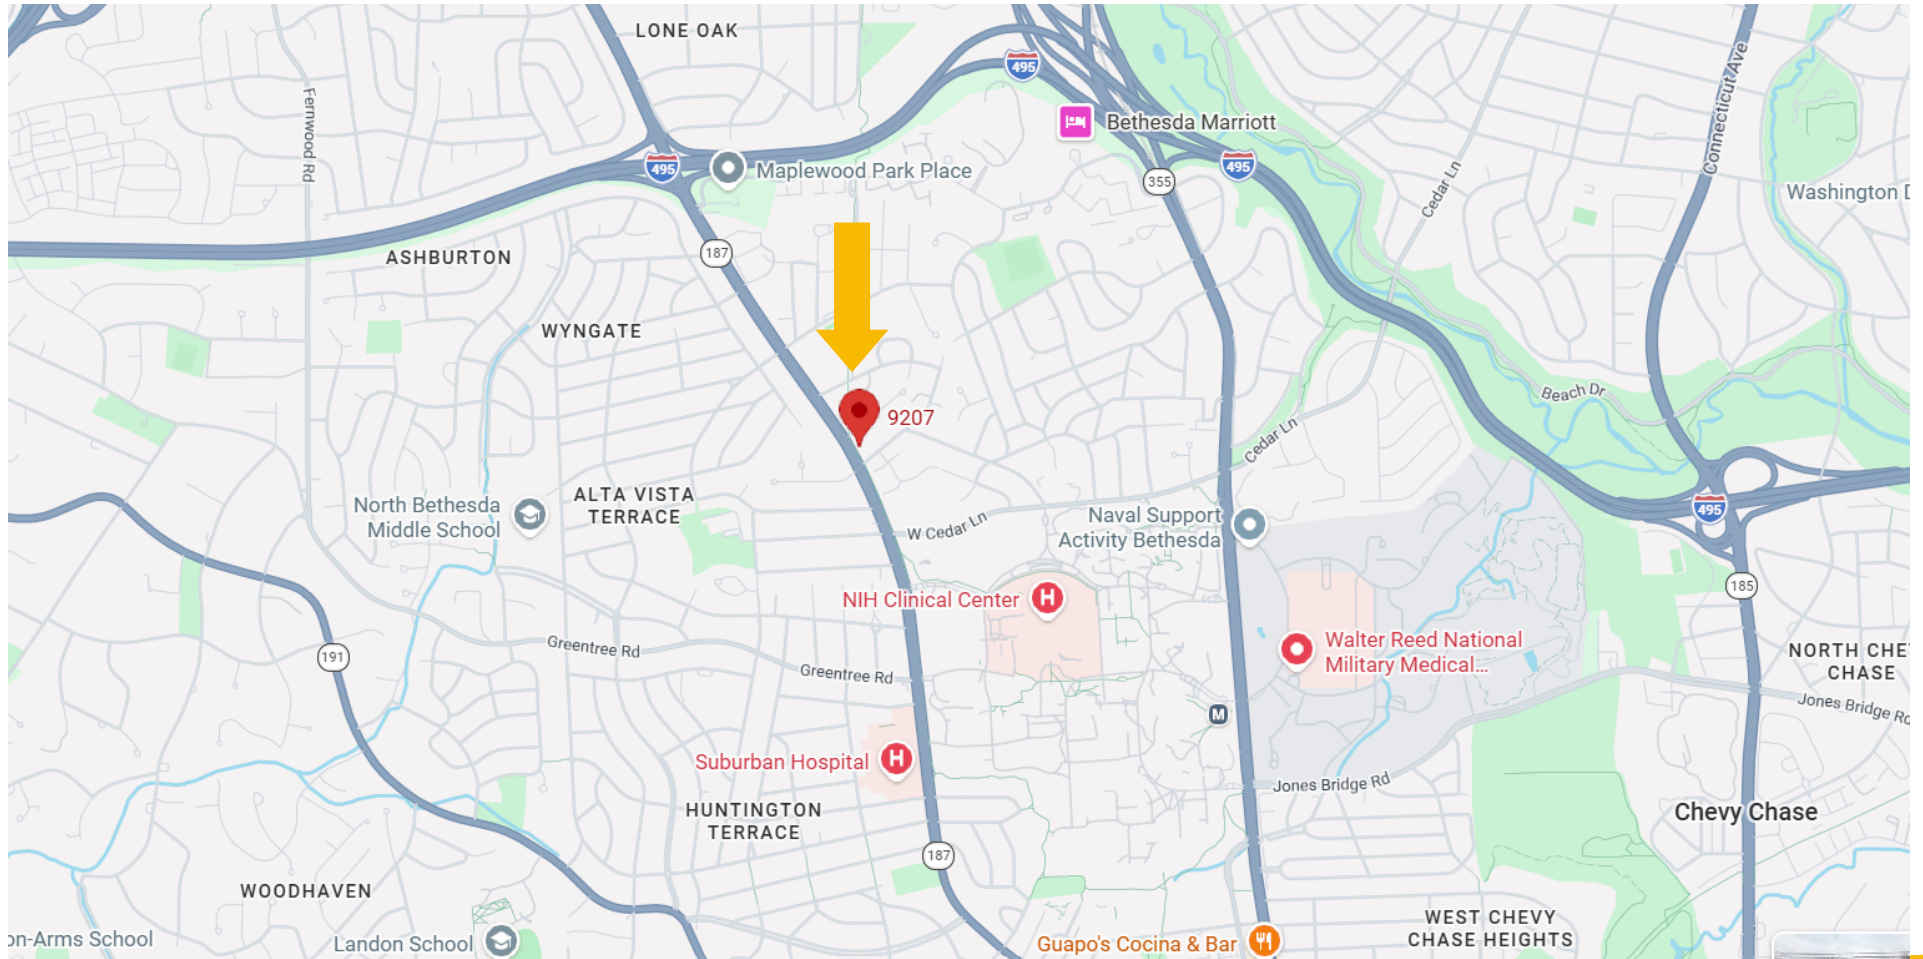 LONE OAK
495
Fernwood Rd
Connecticut Ave
Bethesda Marriott
495
Maplewood Park Place
495
355
Cedar Ln
Washington D
187
ASHBURTON
WYNGATE
Beach Dr
9207
Cedar Ln
North Bethesda
Middle School
ALTA VISTA
TERRACE
W Cedar Ln
Naval Support
Activity Bethesda
495
185
NIH Clinical Center
H
Greentree Rd
191
Greentree Rd
Walter Reed National
Military Medical...
NORTH CHE
CHASE
Jones Bridge Rd
M
Suburban Hospital
H
Jones Bridge Rd
HUNTINGTON
TERRACE
Chevy Chase
187
WOODHAVEN
on-Arms School
Landon School
Guapo's Cocina & Bar
WEST CHEVY
CHASE HEIGHTS